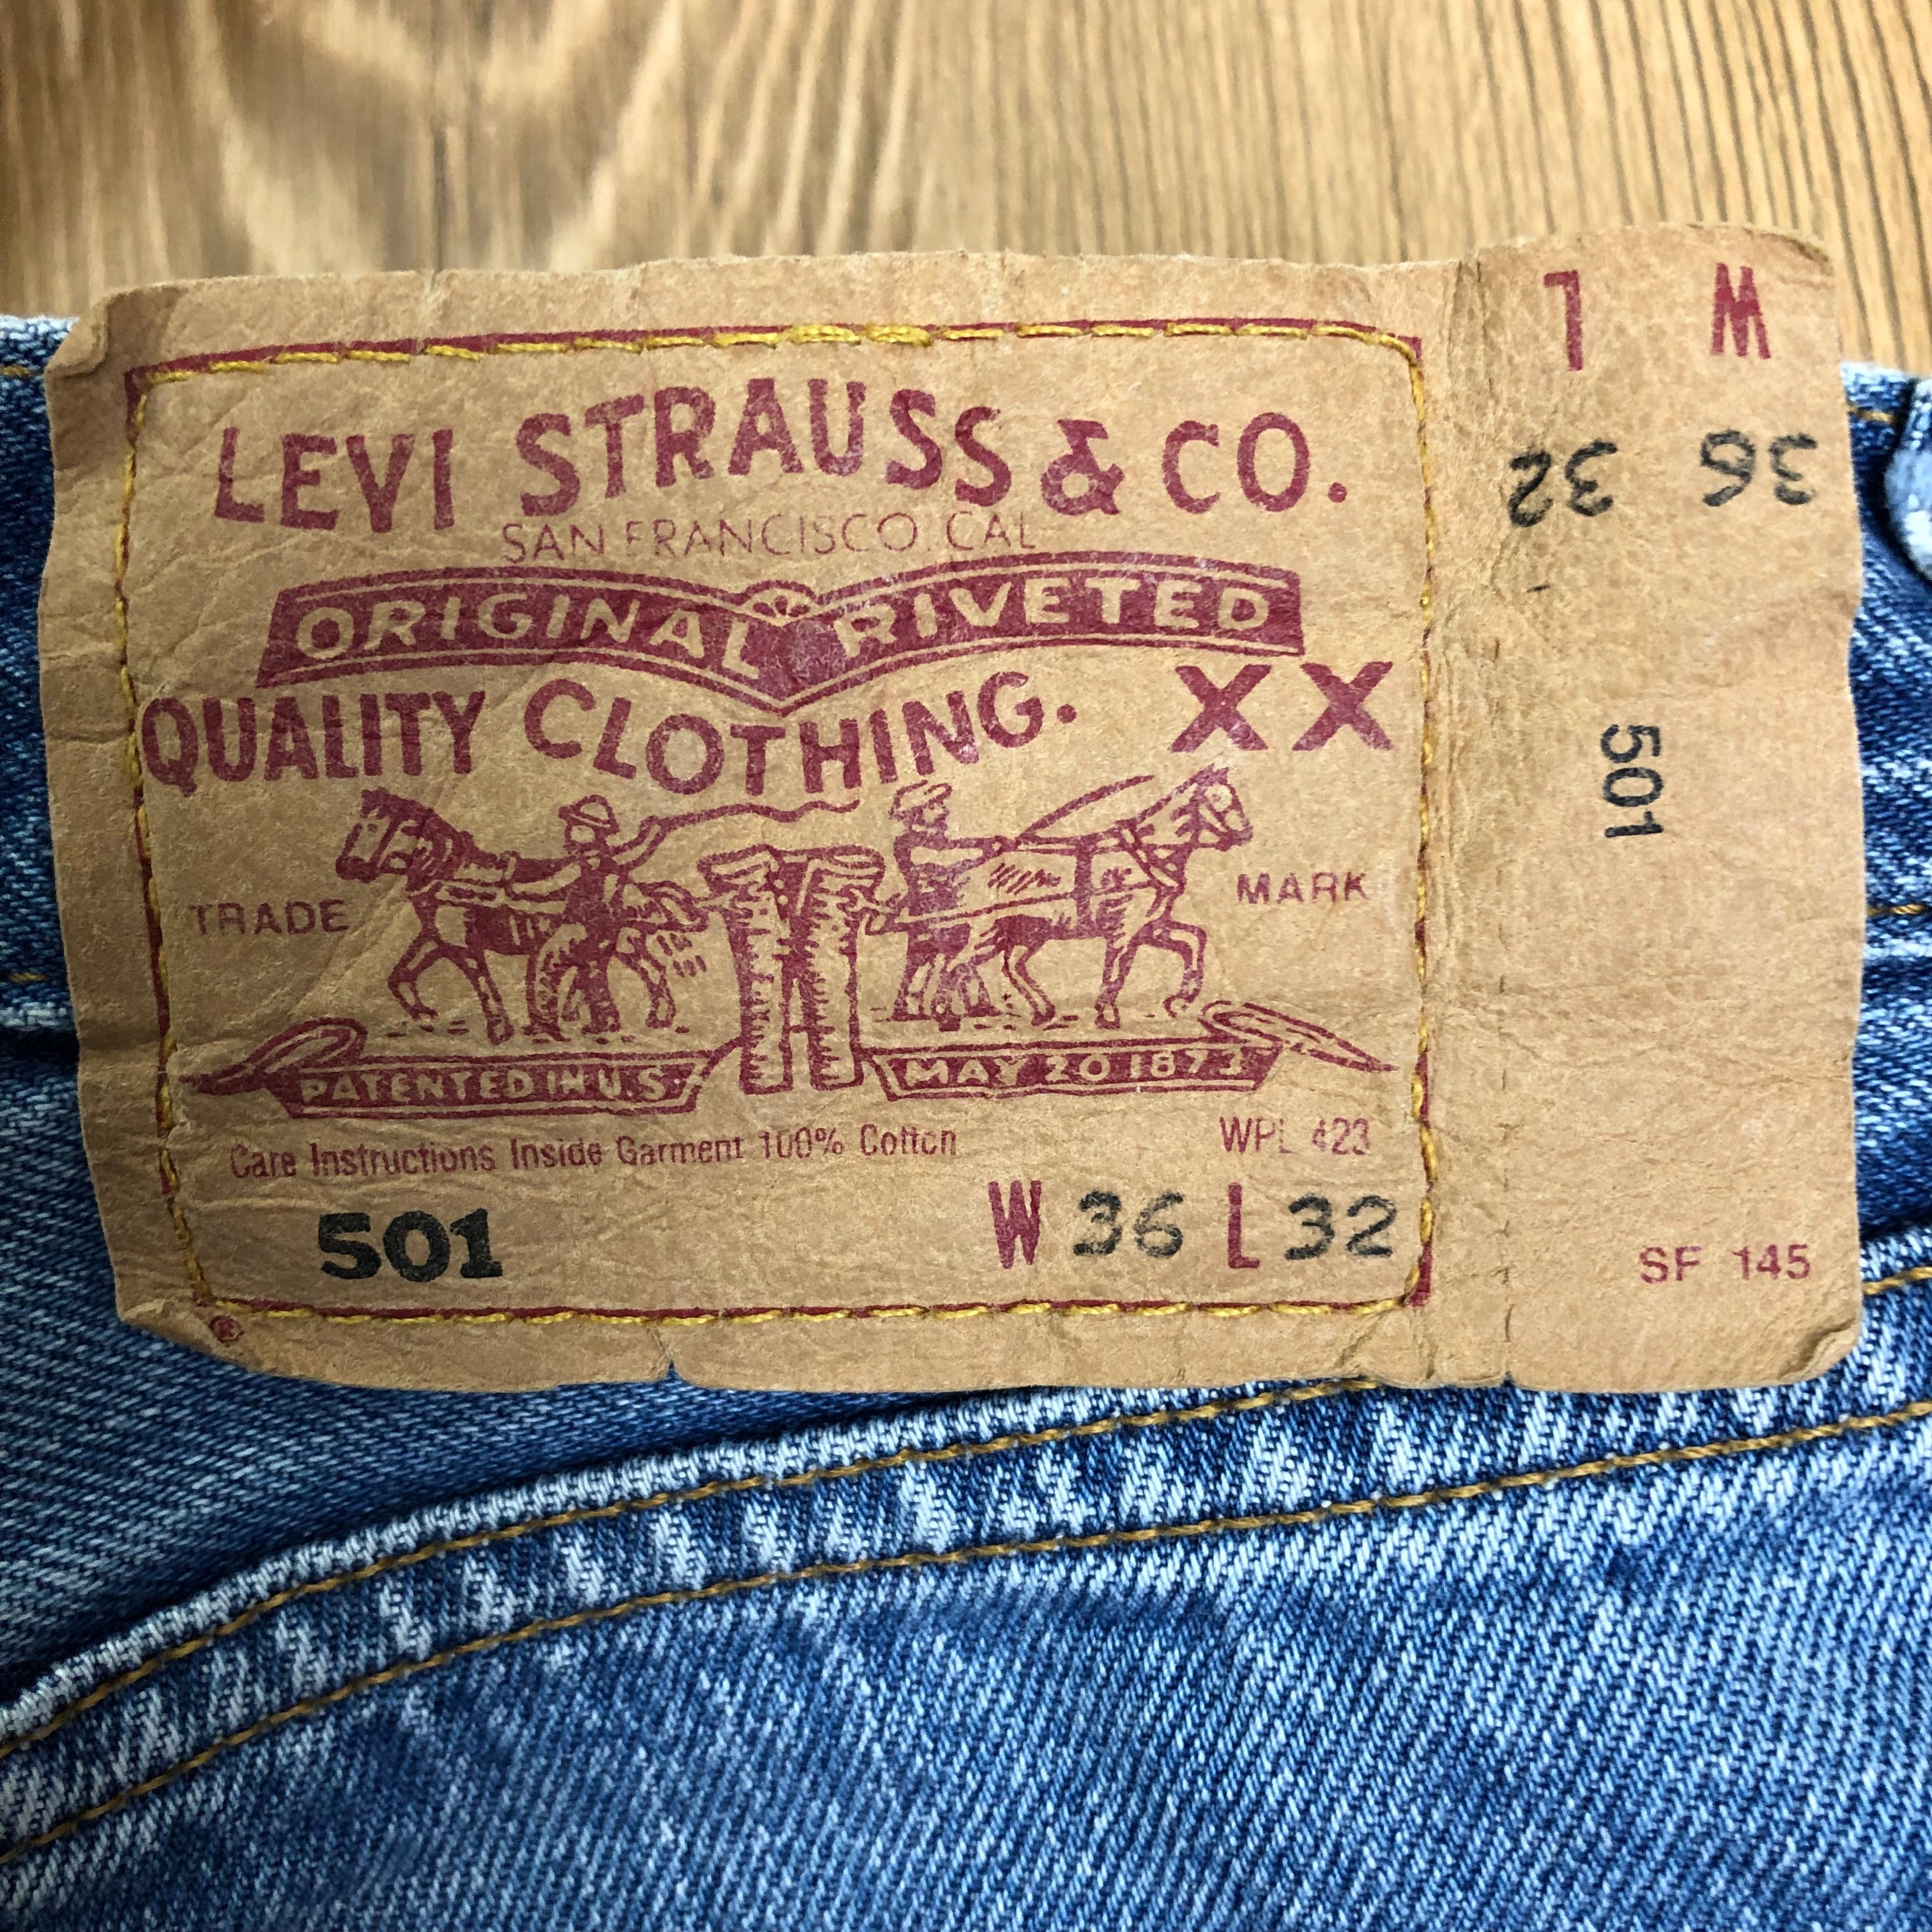 LEVI STRAUSS & CO.
SAN FRANCISCO, CAL
ORIGINAL RIVETED
QUALITY CLOTHING. XX
TRADE MARK
PATENTED IN U.S. MAY 20 1873
Care Instructions Inside Garment 100% Cotton WPL 423
501 W 36 L 32
®
W 36
L 32
501
SF 145